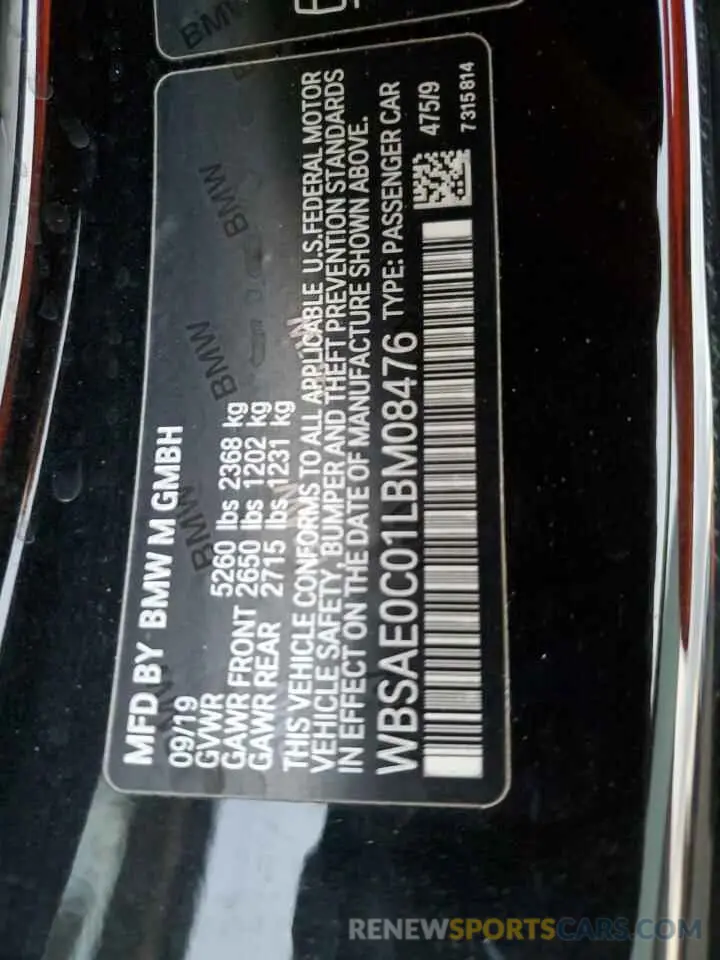 MFD BY BMW M GMBH
09/19
GVWR 5260 lbs 2368 kg
GAWR FRONT 2650 lbs 1202 kg
GAWR REAR 2715 lbs 1231 kg
THIS VEHICLE CONFORMS TO ALL APPLICABLE U.S.FEDERAL MOTOR
VEHICLE SAFETY, BUMPER AND THEFT PREVENTION STANDARDS
IN EFFECT ON THE DATE OF MANUFACTURE SHOWN ABOVE.
WBSAE0C01LBM08476 TYPE: PASSENGER CAR
475/9
7 315 814
BMW
BMW
BMW
BMW
BMW
RENEWSPORTSCARS.COM